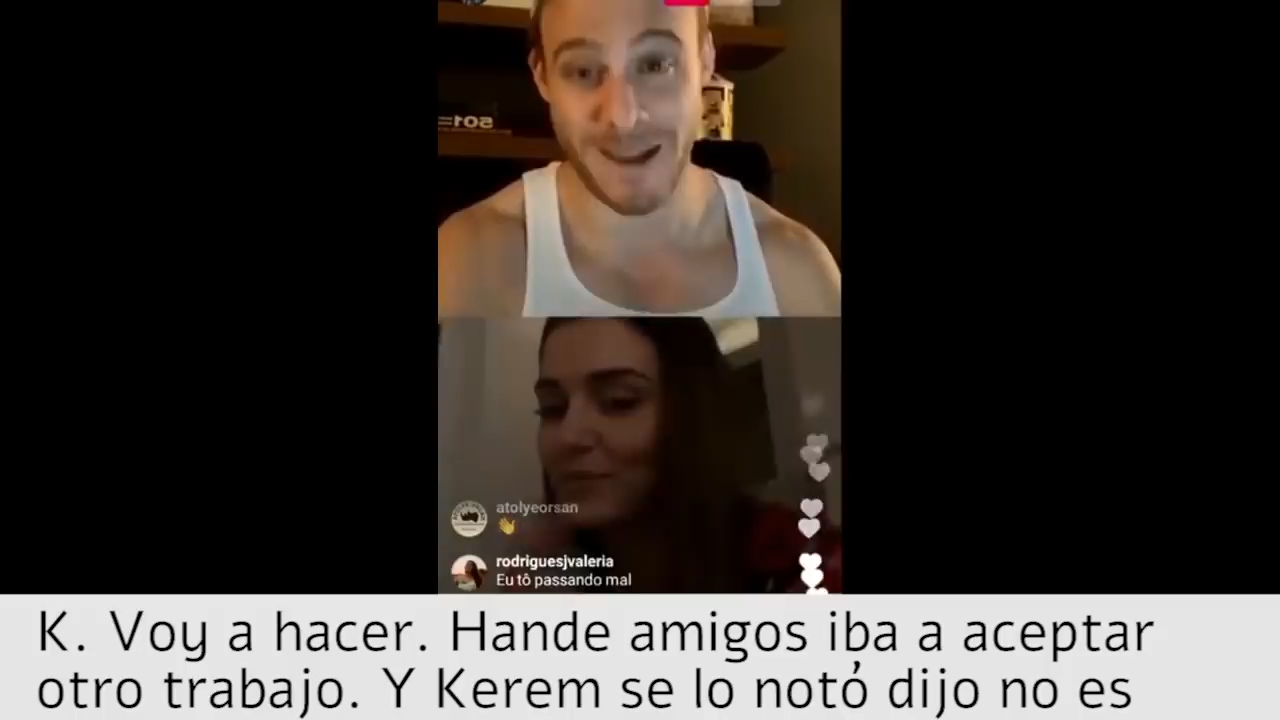 =501
atolyeorsan
👋
rodriguesjvaleria
Eu tô passando mal
K. Voy a hacer. Hande amigos iba a aceptar
otro trabajo. Y Kerem se lo notó dijo no es